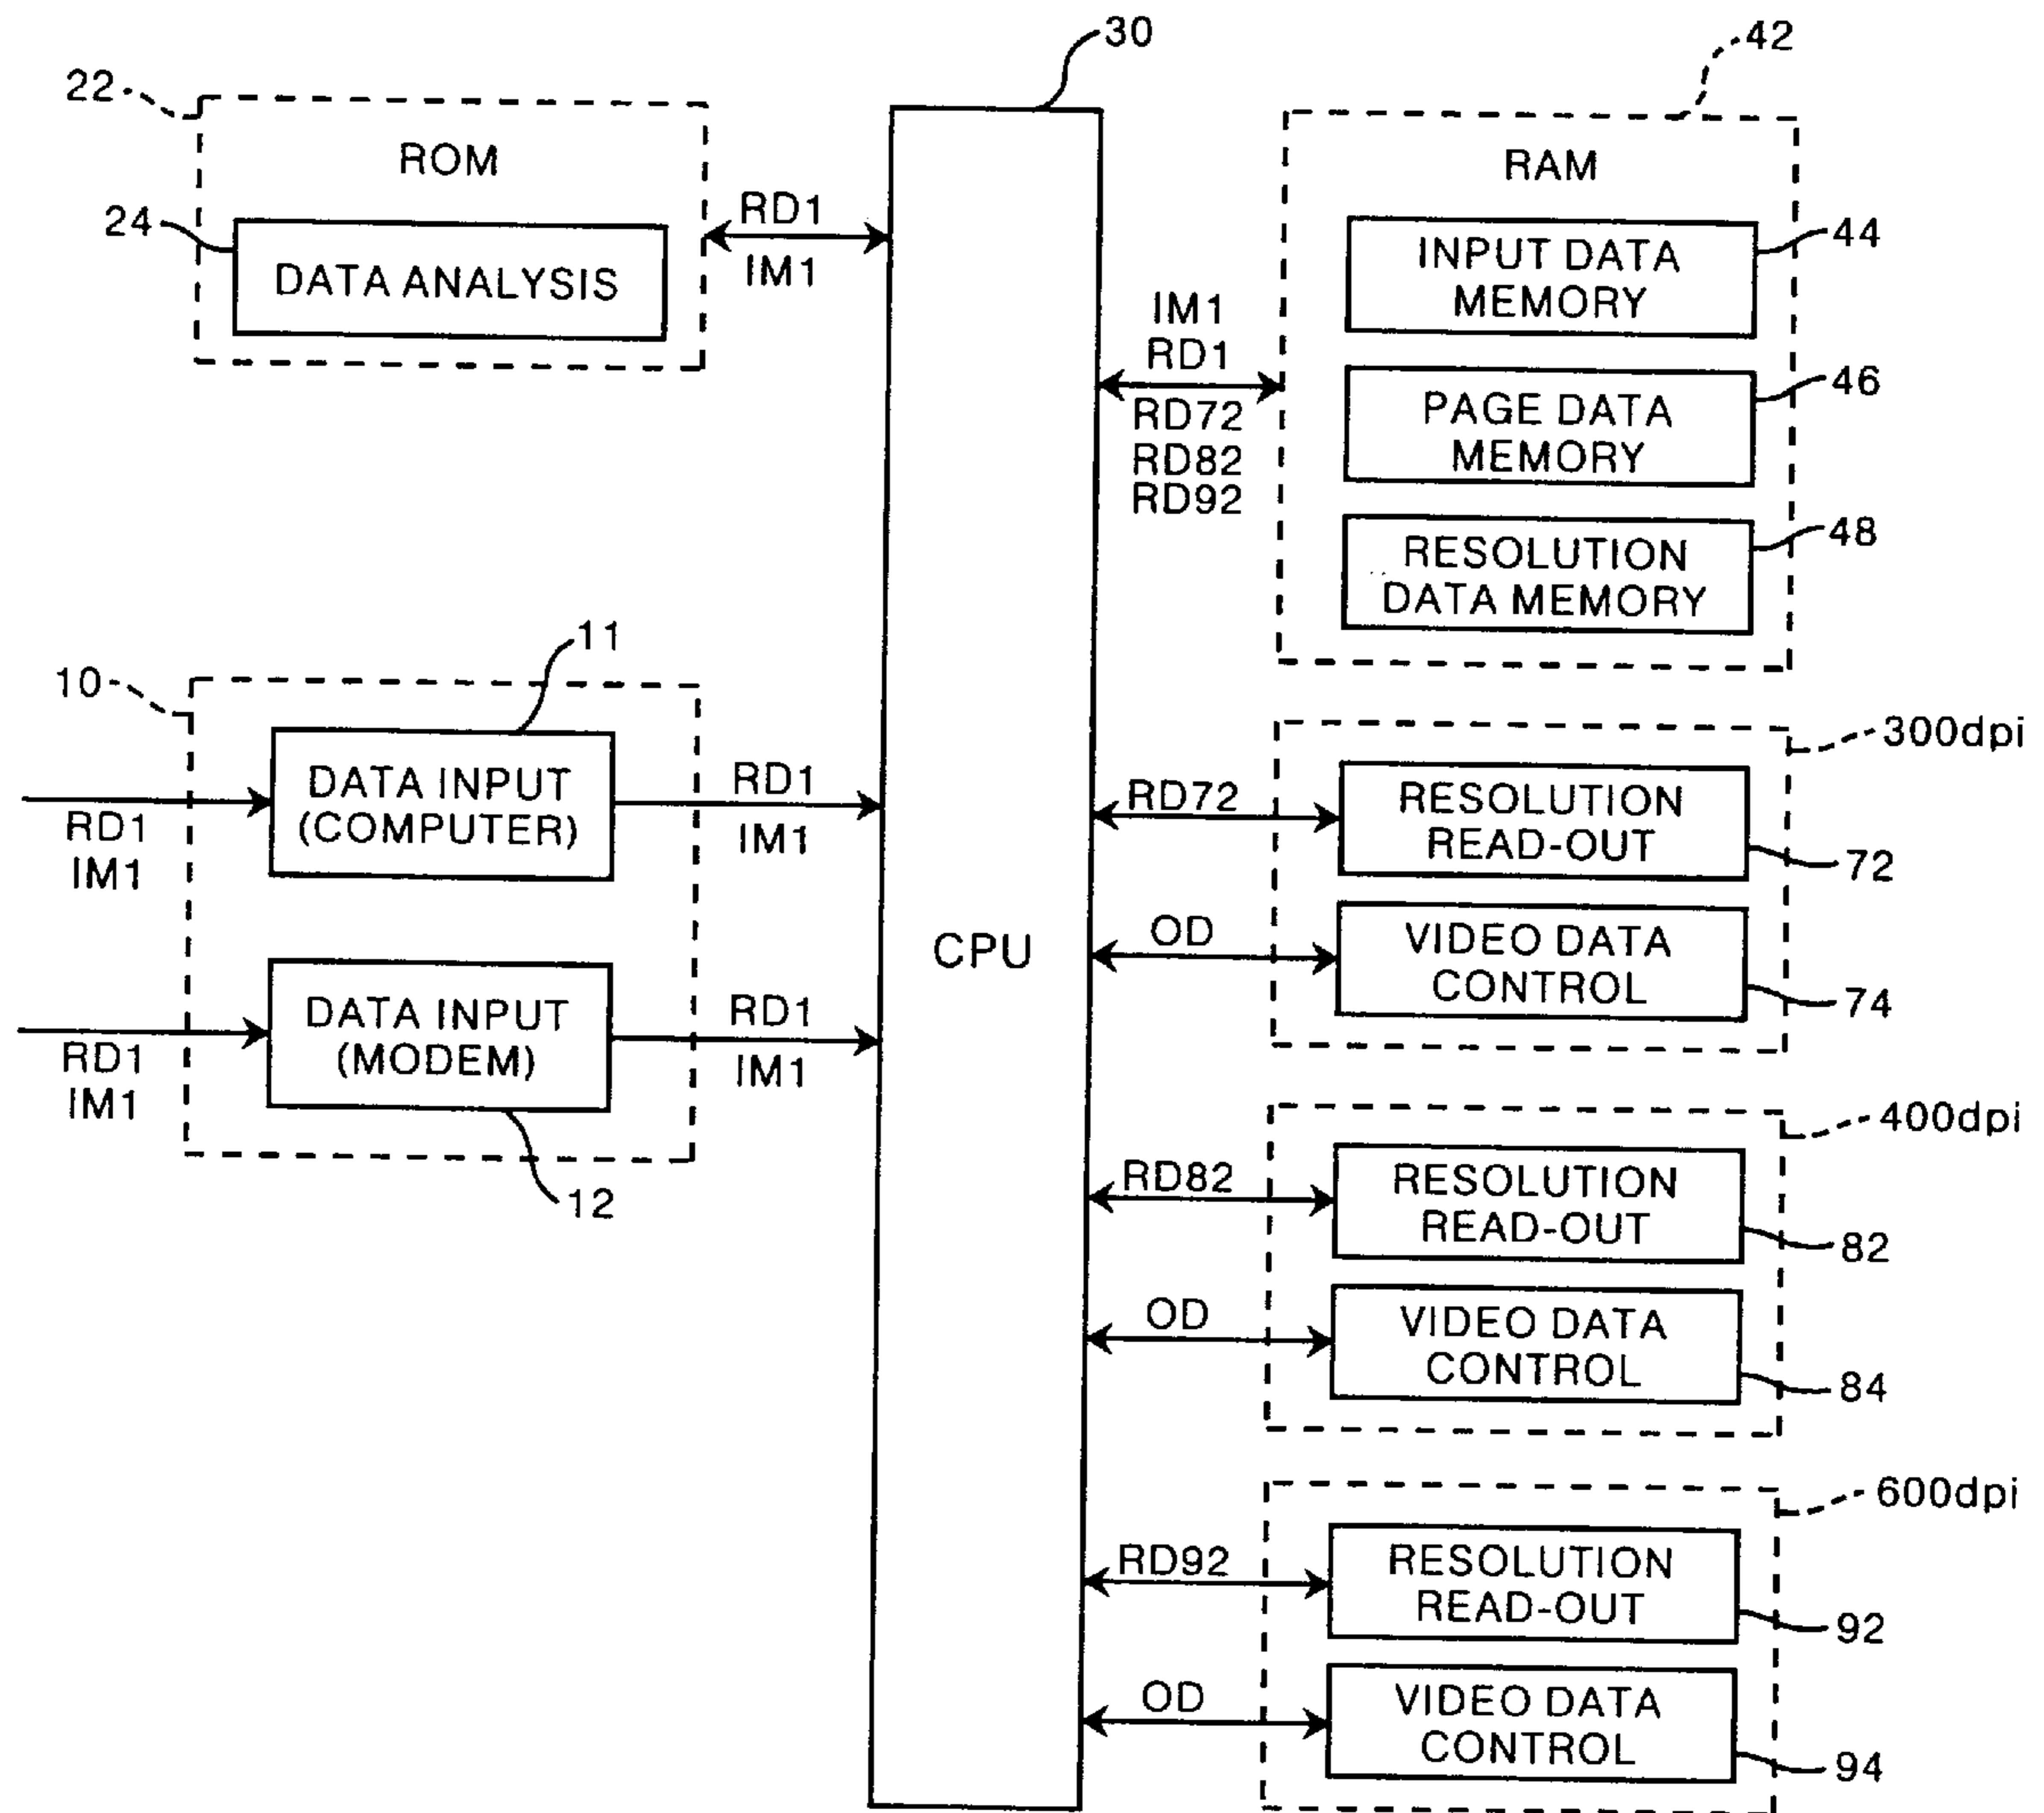 30
42
22
ROM
RAM
24
DATA ANALYSIS
RD1
IM1
INPUT DATA
MEMORY
44
IM1
RD1
RD72
RD82
RD92
PAGE DATA
MEMORY
46
RESOLUTION
DATA MEMORY
48
10
11
DATA INPUT
(COMPUTER)
RD1
IM1
RD1
IM1
DATA INPUT
(MODEM)
RD1
IM1
RD1
IM1
12
CPU
300dpi
RD72
RESOLUTION
READ-OUT
72
OD
VIDEO DATA
CONTROL
74
400dpi
RD82
RESOLUTION
READ-OUT
82
OD
VIDEO DATA
CONTROL
84
600dpi
RD92
RESOLUTION
READ-OUT
92
OD
VIDEO DATA
CONTROL
94